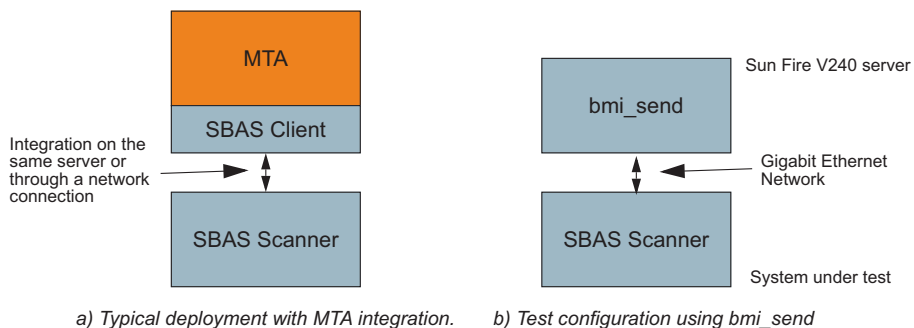 MTA
SBAS Client
Integration on the
same server or
through a network
connection
SBAS Scanner
a) Typical deployment with MTA integration.
Sun Fire V240 server
bmi_send
Gigabit Ethernet
Network
SBAS Scanner
System under test
b) Test configuration using bmi_send